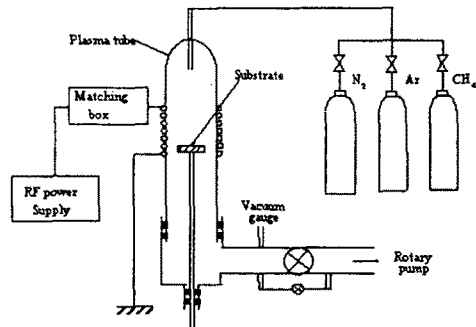 Plasma tube
Substrate
N2
Ar
CH4
Matching
box
RF power
Supply
Vacuum
gauge
Rotary
pump